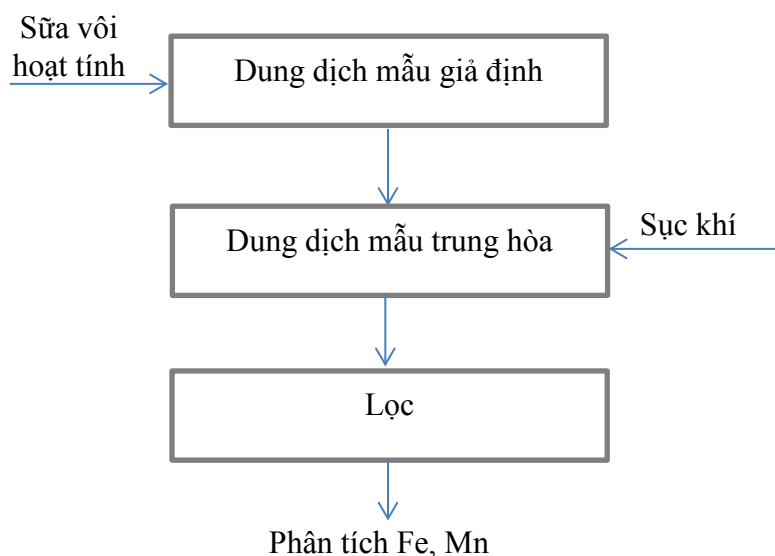 Sữa vôi
hoạt tính
Dung dịch mẫu giả định
Dung dịch mẫu trung hòa
Sục khí
Lọc
Phân tích Fe, Mn